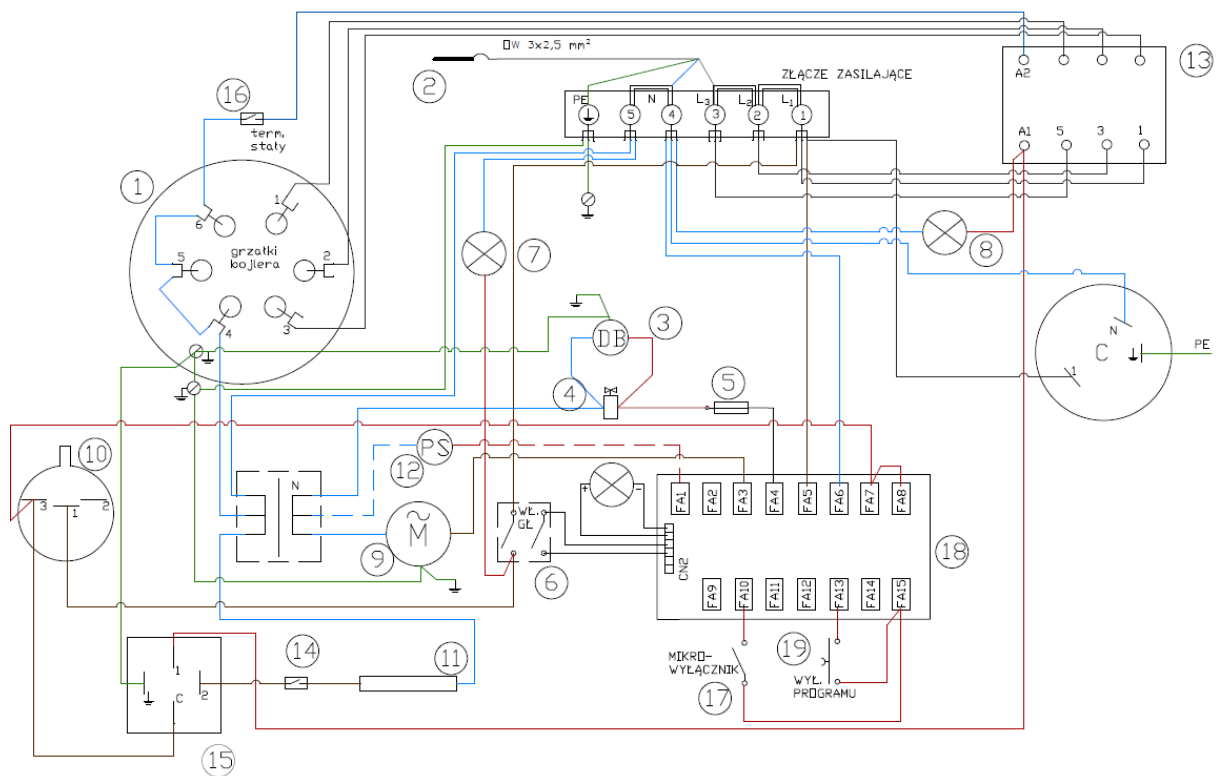 OW 3x2,5 mm²
2
ZŁĄCZE ZASILAJĄCE
13
A2
16
PE
N
L3
L2
L1
5
4
3
2
1
term.
stały
A1
5
3
1
1
1
6
grzałki
bojlera
5
2
4
3
7
8
DB
3
N
C
1
PE
4
5
10
PS
12
3
1
2
N
M
~
9
+
-
WŁ.
GŁ
6
CN2
FA1
FA2
FA3
FA4
FA5
FA6
FA7
FA8
18
FA9
FA10
FA11
FA12
FA13
FA14
FA15
14
11
1
C
2
15
MIKRO-
WYŁĄCZNIK
17
19
WYŁ.
PROGRAMU